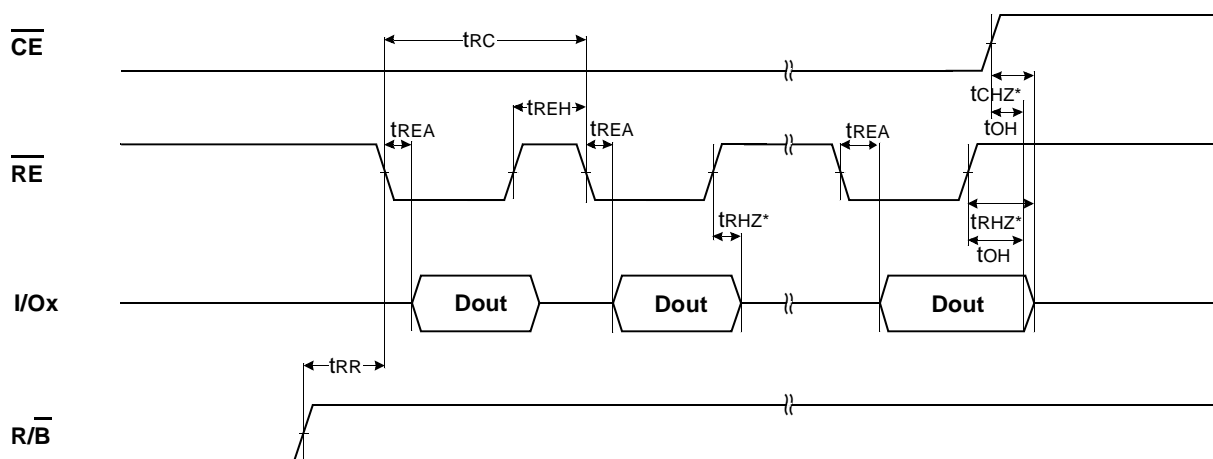 CE
tRC
tCHZ*
tREH
tOH
tREA
tREA
tREA
RE
tRHZ*
tRHZ*
tOH
I/Ox
Dout
Dout
Dout
tRR
R/B